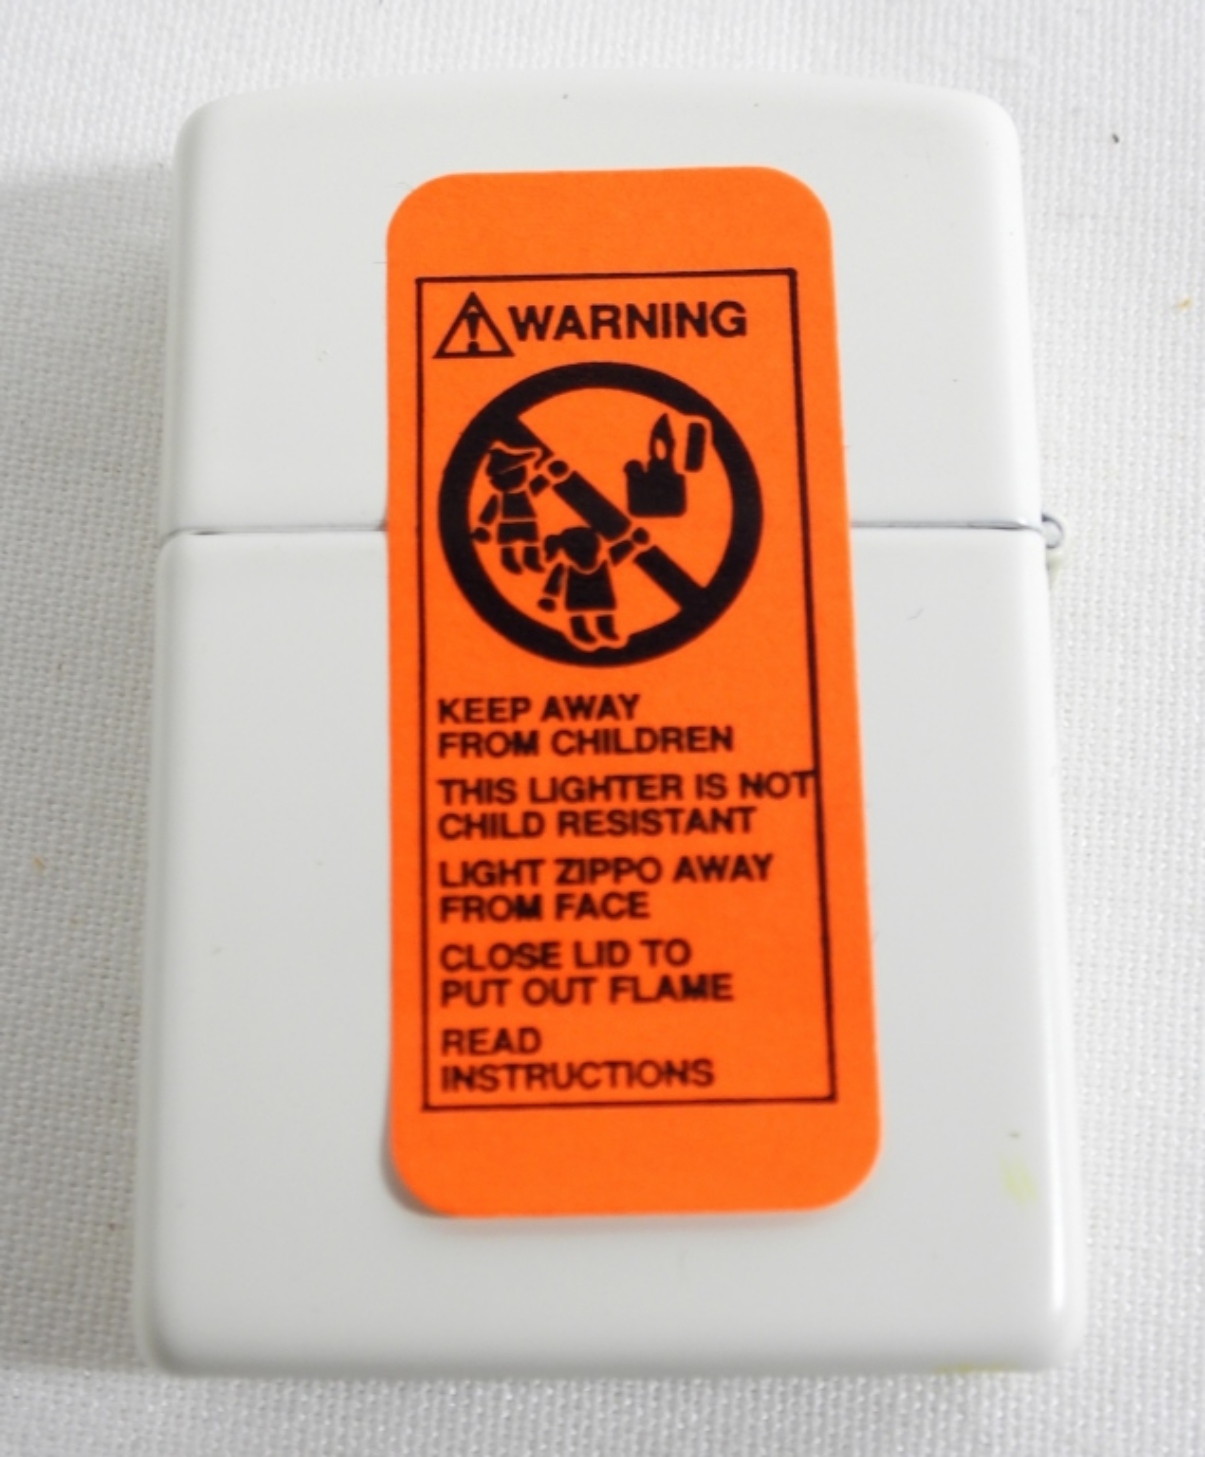 WARNING
KEEP AWAY
FROM CHILDREN
THIS LIGHTER IS NOT
CHILD RESISTANT
LIGHT ZIPPO AWAY
FROM FACE
CLOSE LID TO
PUT OUT FLAME
READ
INSTRUCTIONS